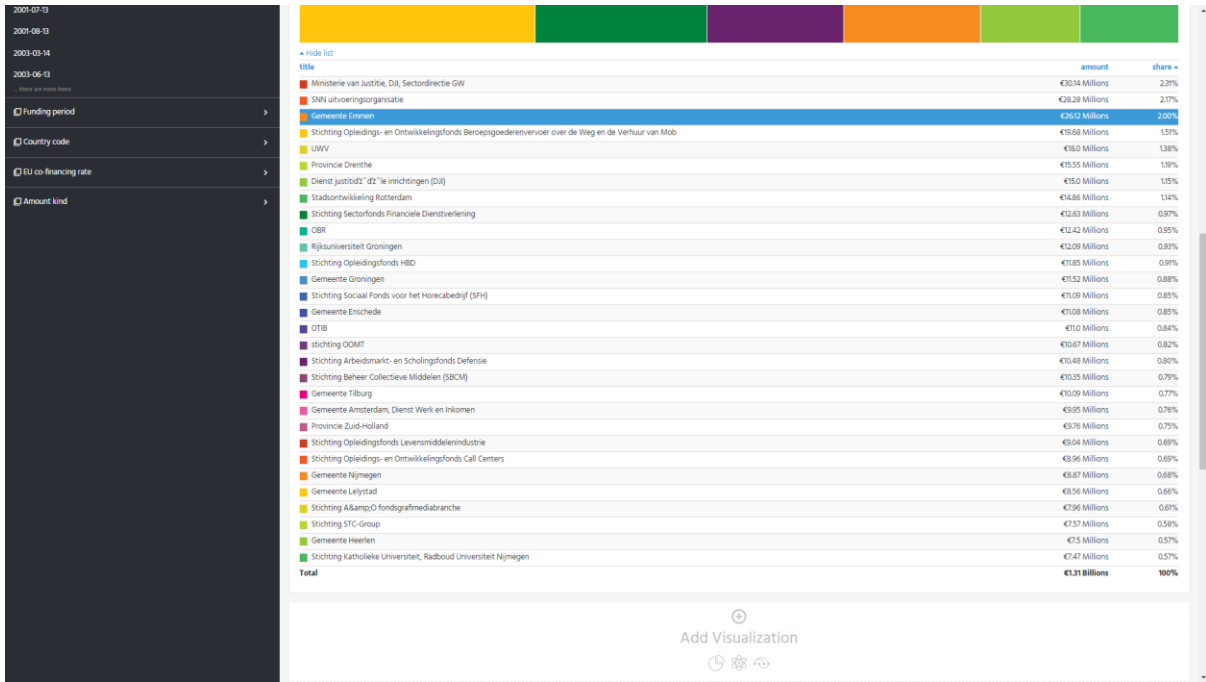 2001-07-13
2001-08-13
2003-03-14
2003-06-13
... there are more items
Funding period
Country code
EU co-financing rate
Amount kind
Hide list
title amount share
Ministerie van Justitie, DJI, Sectordirectie GW €30.14 Millions 2.31%
SNN uitvoeringsorganisatie €28.28 Millions 2.17%
Gemeente Emmen €26.12 Millions 2.00%
Stichting Opleidings- en Ontwikkelingsfonds Beroepsgoederenvervoer over de Weg en de Verhuur van Mob €19.68 Millions 1.51%
UWV €18.0 Millions 1.38%
Provincie Drenthe €15.55 Millions 1.19%
Dienst justitiďż˝ďż˝le inrichtingen (DJI) €15.0 Millions 1.15%
Stadsontwikkeling Rotterdam €14.86 Millions 1.14%
Stichting Sectorfonds Financiele Dienstverlening €12.63 Millions 0.97%
OBR €12.42 Millions 0.95%
Rijksuniversiteit Groningen €12.09 Millions 0.93%
Stichting Opleidingsfonds HBD €11.85 Millions 0.91%
Gemeente Groningen €11.52 Millions 0.88%
Stichting Sociaal Fonds voor het Horecabedrijf (SFH) €11.09 Millions 0.85%
Gemeente Enschede €11.08 Millions 0.85%
OTIB €11.0 Millions 0.84%
stichting OOMT €10.67 Millions 0.82%
Stichting Arbeidsmarkt- en Scholingsfonds Defensie €10.48 Millions 0.80%
Stichting Beheer Collectieve Middelen (SBCM) €10.35 Millions 0.79%
Gemeente Tilburg €10.09 Millions 0.77%
Gemeente Amsterdam, Dienst Werk en Inkomen €9.95 Millions 0.76%
Provincie Zuid-Holland €9.76 Millions 0.75%
Stichting Opleidingsfonds Levensmiddelenindustrie €9.04 Millions 0.69%
Stichting Opleidings- en Ontwikkelingsfonds Call Centers €8.96 Millions 0.69%
Gemeente Nijmegen €8.87 Millions 0.68%
Gemeente Lelystad €8.56 Millions 0.66%
Stichting A&amp;O fondsgrafimediabranche €7.96 Millions 0.61%
Stichting STC-Group €7.57 Millions 0.58%
Gemeente Heerlen €7.5 Millions 0.57%
Stichting Katholieke Universiteit, Radboud Universiteit Nijmegen €7.47 Millions 0.57%
Total €1.31 Billions 100%
Add Visualization